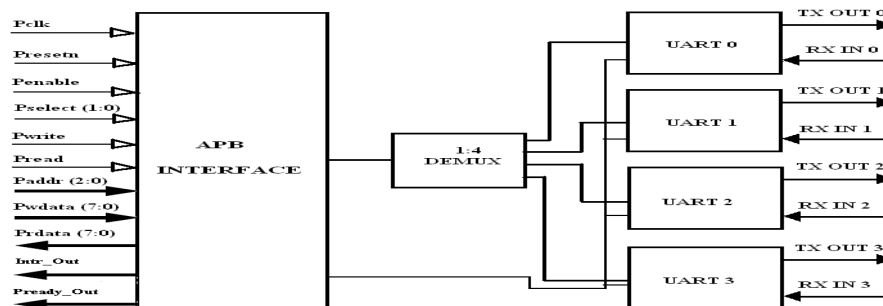 Pclk
Presetn
Penable
Pselect (1:0)
Pwrite
Pread
Paddr (2:0)
Pwdata (7:0)
Prdata (7:0)
Intr_Out
Pready_Out
APB
INTERFACE
1:4
DEMUX
UART 0
UART 1
UART 2
UART 3
TX OUT 0
RX IN 0
TX OUT 1
RX IN 1
TX OUT 2
RX IN 2
TX OUT 3
RX IN 3